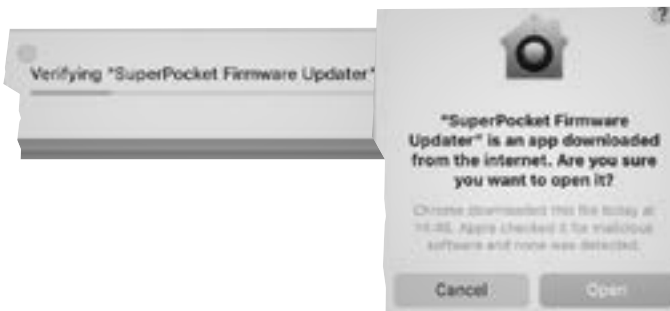 Verifying "SuperPocket Firmware Updater"
?
"SuperPocket Firmware
Updater" is an app downloaded
from the internet. Are you sure
you want to open it?
Chrome downloaded this file today at
Apple checked it for malicious
software and none was detected.
Cancel
Open